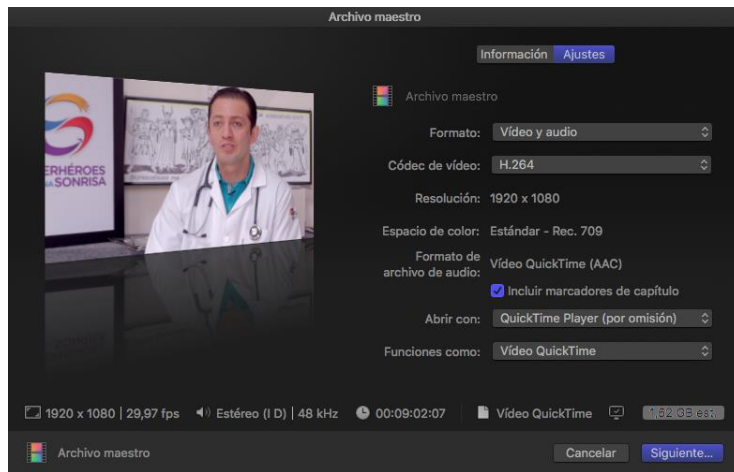 Archivo maestro
Información Ajustes
Archivo maestro
Formato: Vídeo y audio
Códec de vídeo: H.264
Resolución: 1920 x 1080
Espacio de color: Estándar - Rec. 709
Formato de
archivo de audio: Vídeo QuickTime (AAC)
Incluir marcadores de capítulo
Abrir con: QuickTime Player (por omisión)
Funciones como: Vídeo QuickTime
ERHÉROES
SONRISA
1920 x 1080 | 29,97 fps Estéreo (I D) | 48 kHz 00:09:02:07 Vídeo QuickTime 1,52 GB est.
Archivo maestro Cancelar Siguiente...